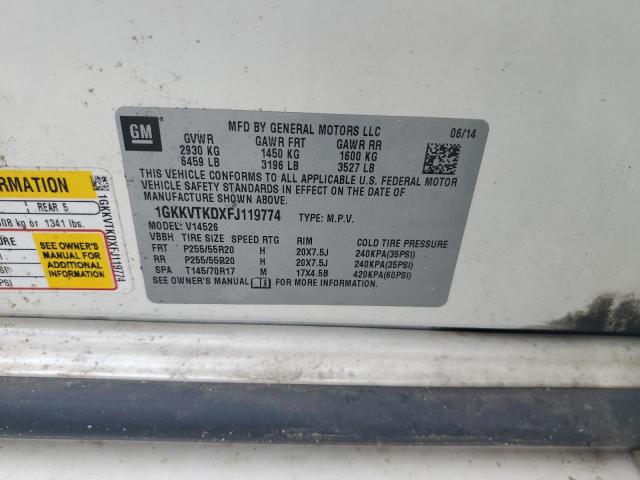 GM
MFD BY GENERAL MOTORS LLC
06/14
GVWR GAWR FRT GAWR RR
2930 KG 1450 KG 1600 KG
6459 LB 3196 LB 3527 LB
THIS VEHICLE CONFORMS TO ALL APPLICABLE U.S. FEDERAL MOTOR
VEHICLE SAFETY STANDARDS IN EFFECT ON THE DATE OF
MANUFACTURE SHOWN ABOVE.
1GKKVTKDXFJ119774 TYPE: M.P.V.
MODEL: V14526
VBBH TIRE SIZE SPEED RTG RIM COLD TIRE PRESSURE
FRT P255/55R20 H 20X7.5J 240KPA(35PSI)
RR P255/55R20 H 20X7.5J 240KPA(35PSI)
SPA T145/70R17 M 17X4.5B 420KPA(60PSI)
SEE OWNER'S MANUAL FOR MORE INFORMATION.
FORMATION
REAR 5
608 kg or 1341 lbs.
SEE OWNER'S
MANUAL FOR
ADDITIONAL
INFORMATION
1GKKVTKDXFJ119774